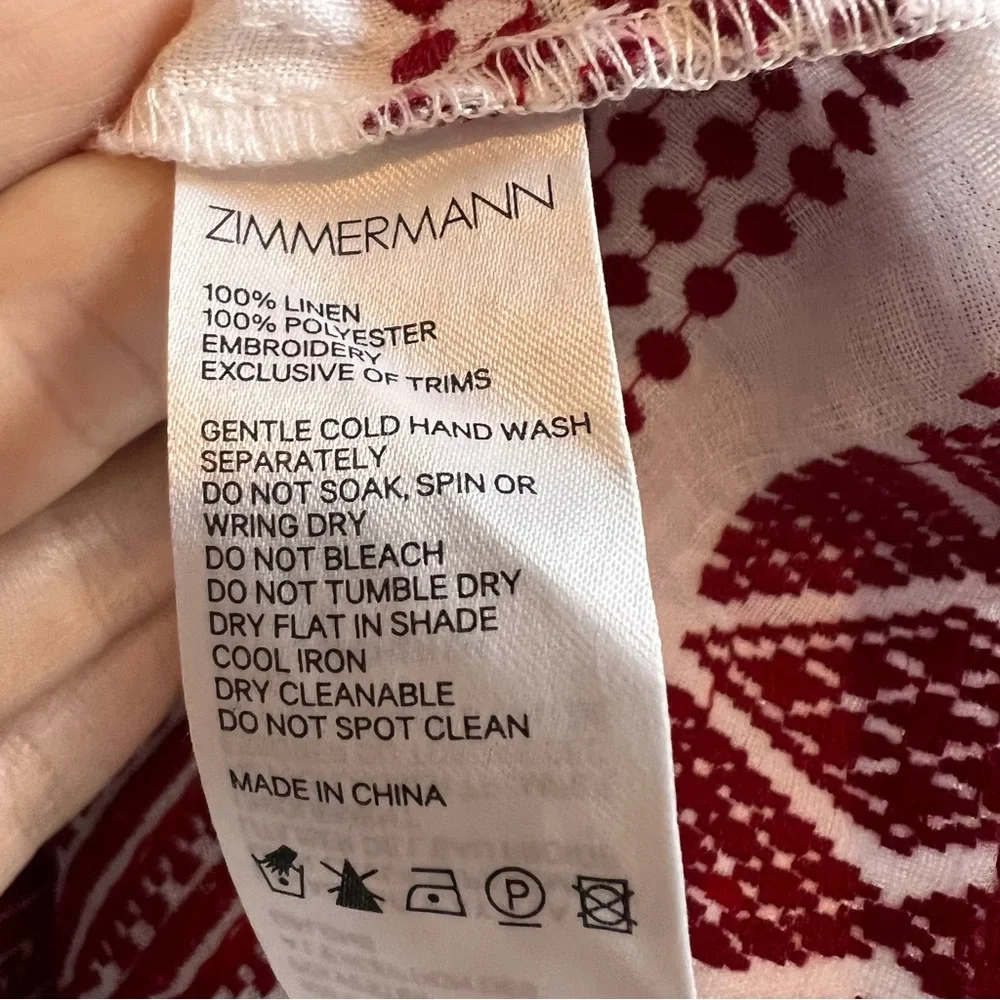 ZIMMERMANN
100% LINEN
100% POLYESTER
EMBROIDERY
EXCLUSIVE OF TRIMS
GENTLE COLD HAND WASH
SEPARATELY
DO NOT SOAK, SPIN OR
WRING DRY
DO NOT BLEACH
DO NOT TUMBLE DRY
DRY FLAT IN SHADE
COOL IRON
DRY CLEANABLE
DO NOT SPOT CLEAN
MADE IN CHINA
P